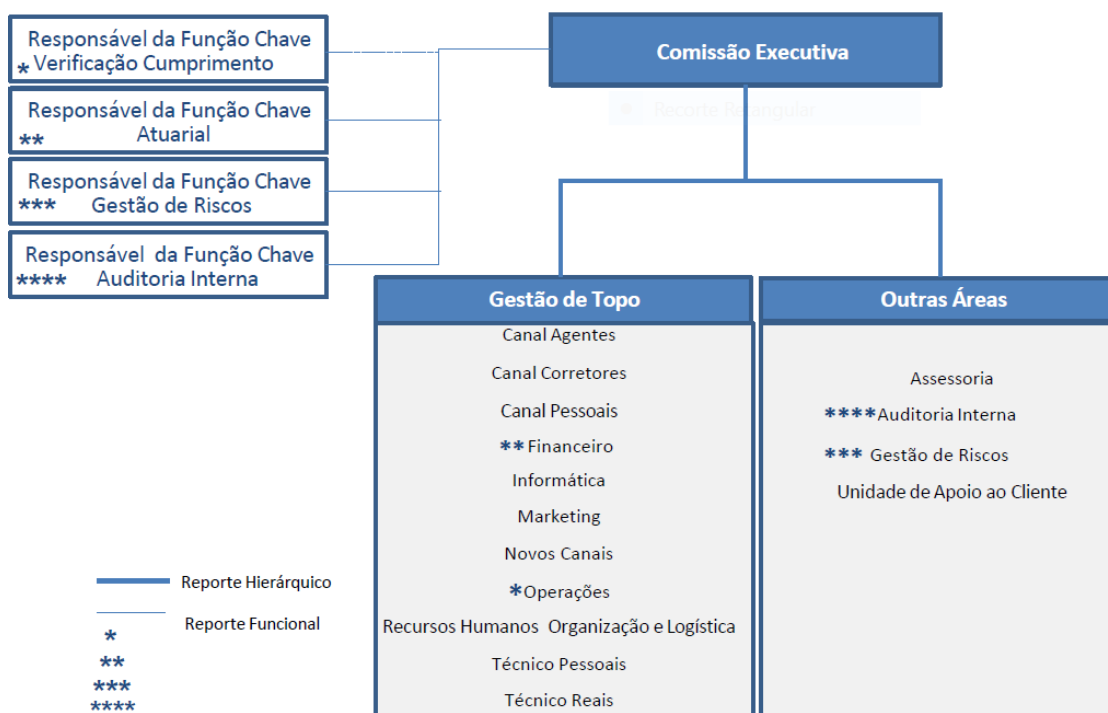 Responsável da Função Chave
* Verificação Cumprimento
Responsável da Função Chave
** Atuarial
Responsável da Função Chave
*** Gestão de Riscos
Responsável da Função Chave
**** Auditoria Interna
Comissão Executiva
Recorte Retangular
Gestão de Topo
Canal Agentes
Canal Corretores
Canal Pessoais
** Financeiro
Informática
Marketing
Novos Canais
*Operações
Recursos Humanos Organização e Logística
Técnico Pessoais
Técnico Reais
Outras Áreas
Assessoria
****Auditoria Interna
*** Gestão de Riscos
Unidade de Apoio ao Cliente
Reporte Hierárquico
Reporte Funcional
*
**
***
****